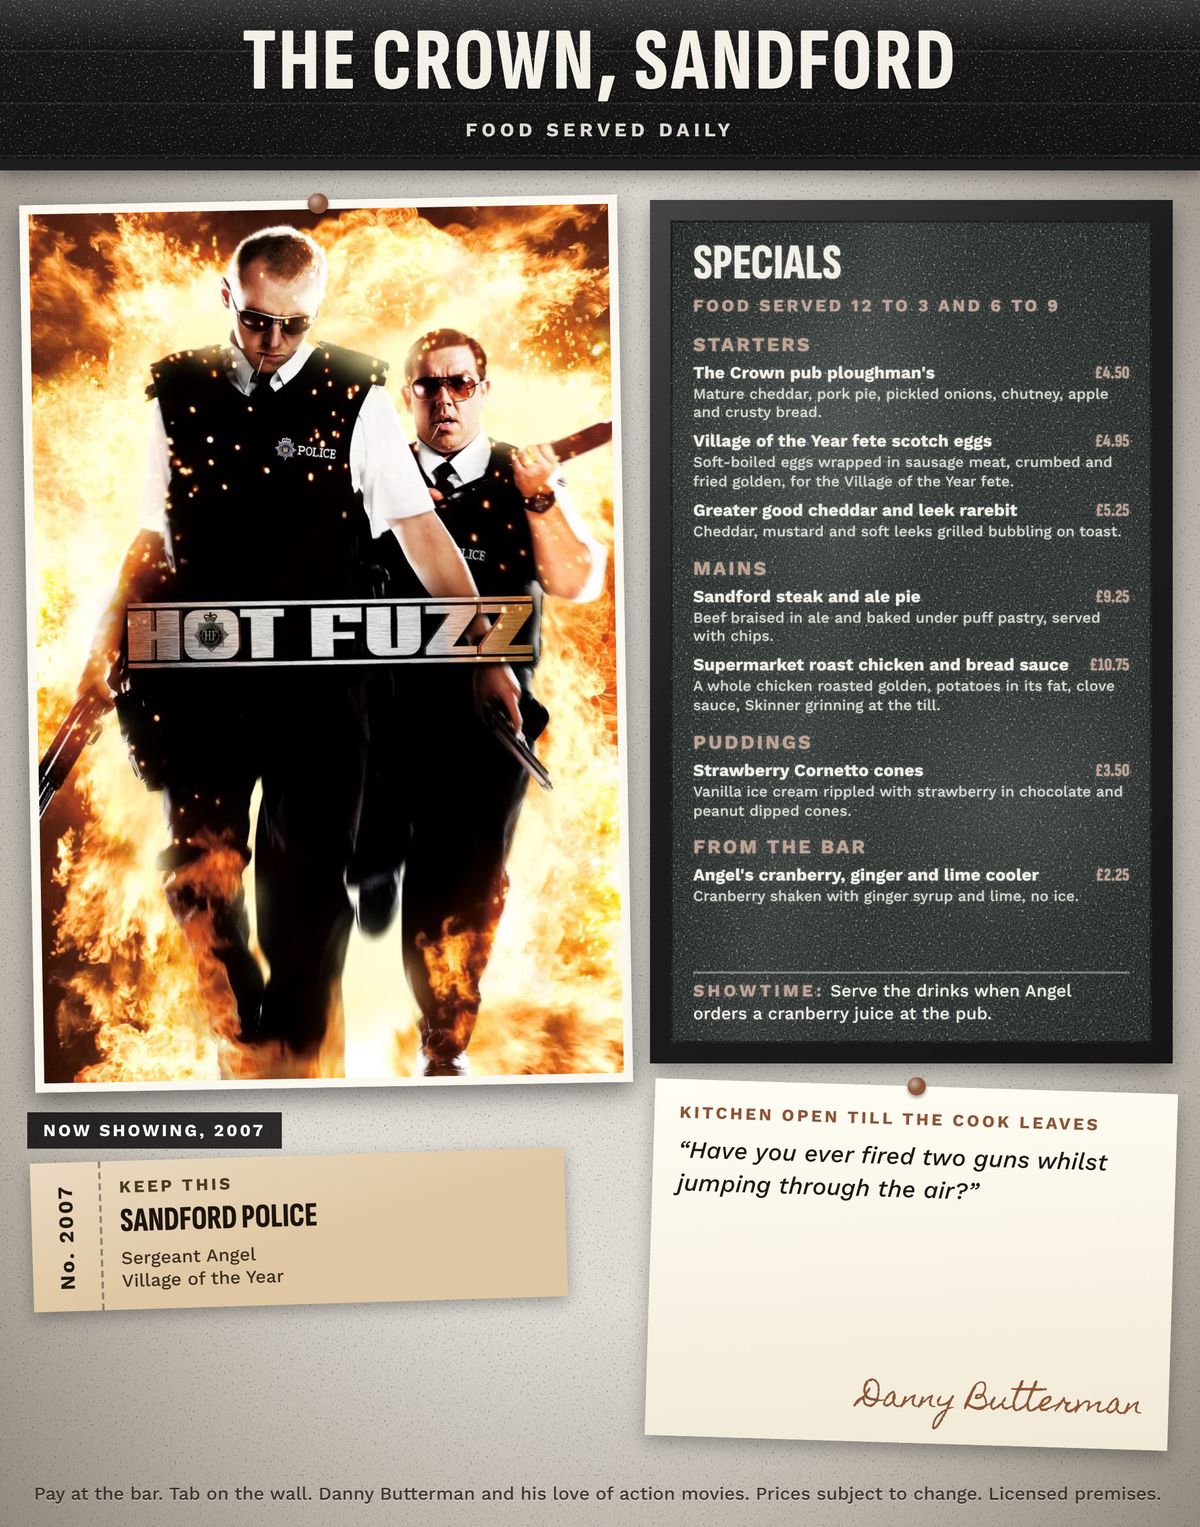 THE CROWN, SANDFORD
FOOD SERVED DAILY
POLICE
LICE
HOT FUZZ
HF
SPECIALS
FOOD SERVED 12 TO 3 AND 6 TO 9
STARTERS
The Crown pub ploughman's £4.50
Mature cheddar, pork pie, pickled onions, chutney, apple
and crusty bread.
Village of the Year fete scotch eggs £4.95
Soft-boiled eggs wrapped in sausage meat, crumbed and
fried golden, for the Village of the Year fete.
Greater good cheddar and leek rarebit £5.25
Cheddar, mustard and soft leeks grilled bubbling on toast.
MAINS
Sandford steak and ale pie £9.25
Beef braised in ale and baked under puff pastry, served
with chips.
Supermarket roast chicken and bread sauce £10.75
A whole chicken roasted golden, potatoes in its fat, clove
sauce, Skinner grinning at the till.
PUDDINGS
Strawberry Cornetto cones £3.50
Vanilla ice cream rippled with strawberry in chocolate and
peanut dipped cones.
FROM THE BAR
Angel's cranberry, ginger and lime cooler £2.25
Cranberry shaken with ginger syrup and lime, no ice.
SHOWTIME: Serve the drinks when Angel
orders a cranberry juice at the pub.
NOW SHOWING, 2007
No. 2007
KEEP THIS
SANDFORD POLICE
Sergeant Angel
Village of the Year
KITCHEN OPEN TILL THE COOK LEAVES
“Have you ever fired two guns whilst
jumping through the air?”
Danny Butterman
Pay at the bar. Tab on the wall. Danny Butterman and his love of action movies. Prices subject to change. Licensed premises.